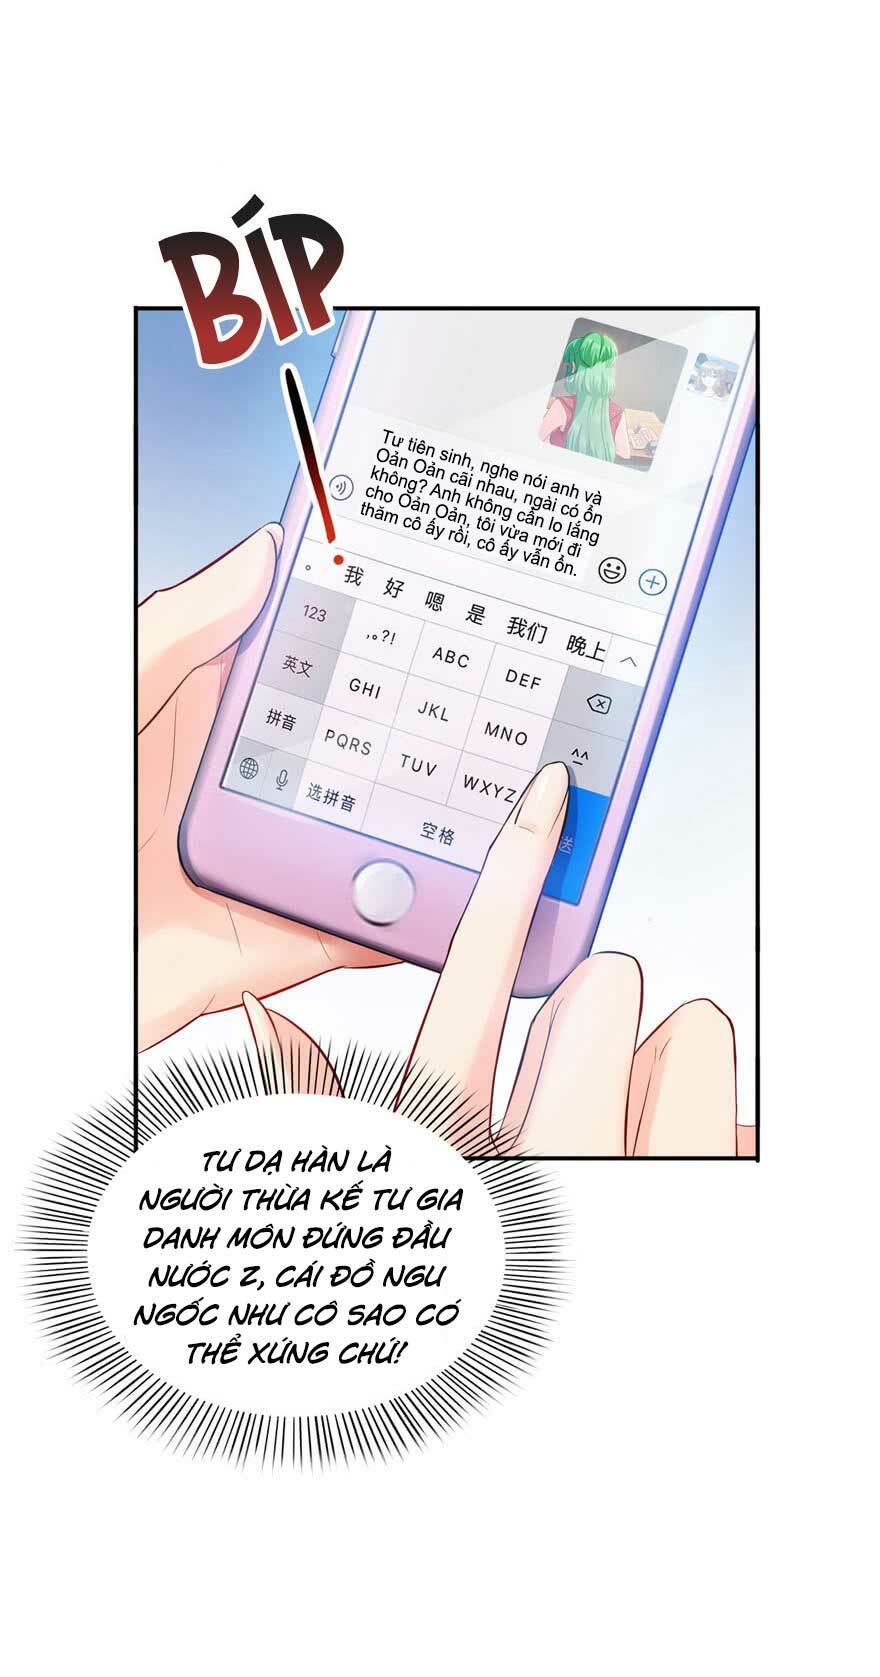 BÍP
Tư tiên sinh, nghe nói anh và
Oản Oản cãi nhau, ngài có ổn
không? Anh không cần lo lắng
cho Oản Oản, tôi vừa mới đi
thăm cô ấy rồi, cô ấy vẫn ổn.
。 我 好 嗯 是 我们 晚上
123 ,。?! ABC DEF
英文 GHI JKL MNO ^^
拼音 PQRS TUV WXYZ
选拼音 空格 送
TƯ DẠ HÀN LÀ
NGƯỜI THỪA KẾ TƯ GIA
DANH MÔN ĐỨNG ĐẦU
NƯỚC Z, CÁI ĐỒ NGU
NGỐC NHƯ CÔ SAO CÓ
THỂ XỨNG CHỨ!